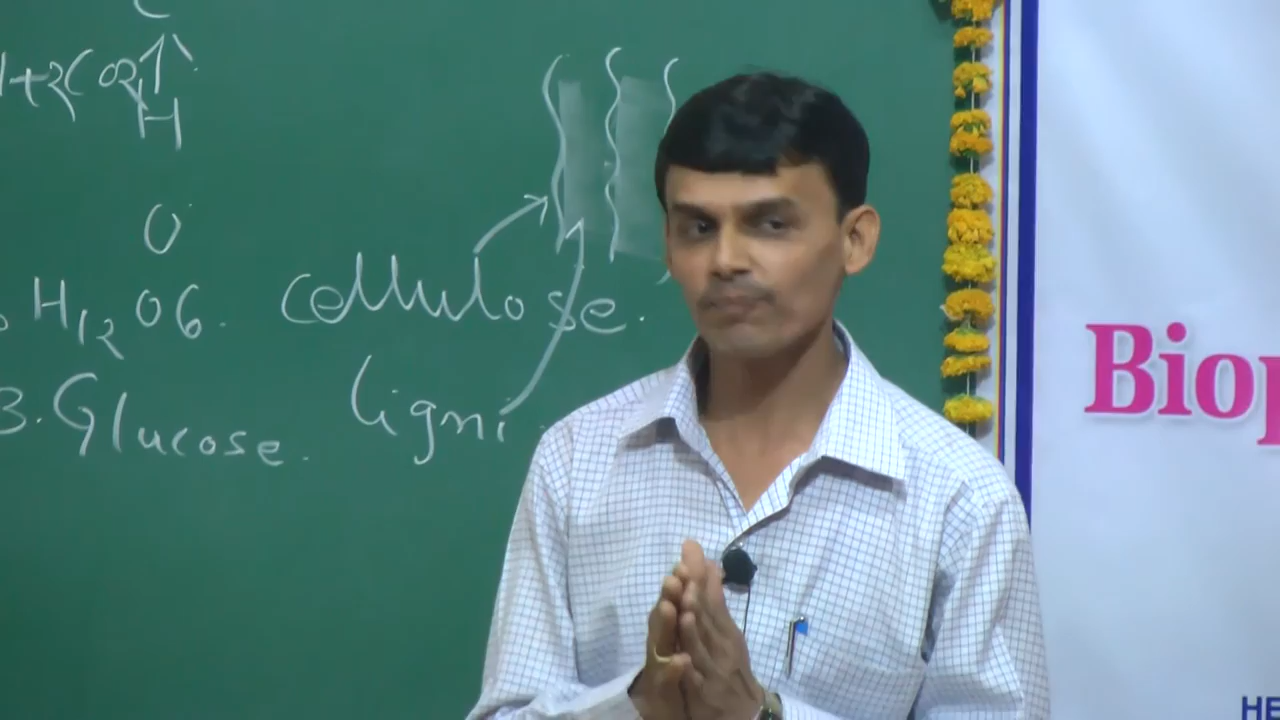 C
H
O
H12O6.
Cellulose.
3. Glucose.
ligni
Biop
HE